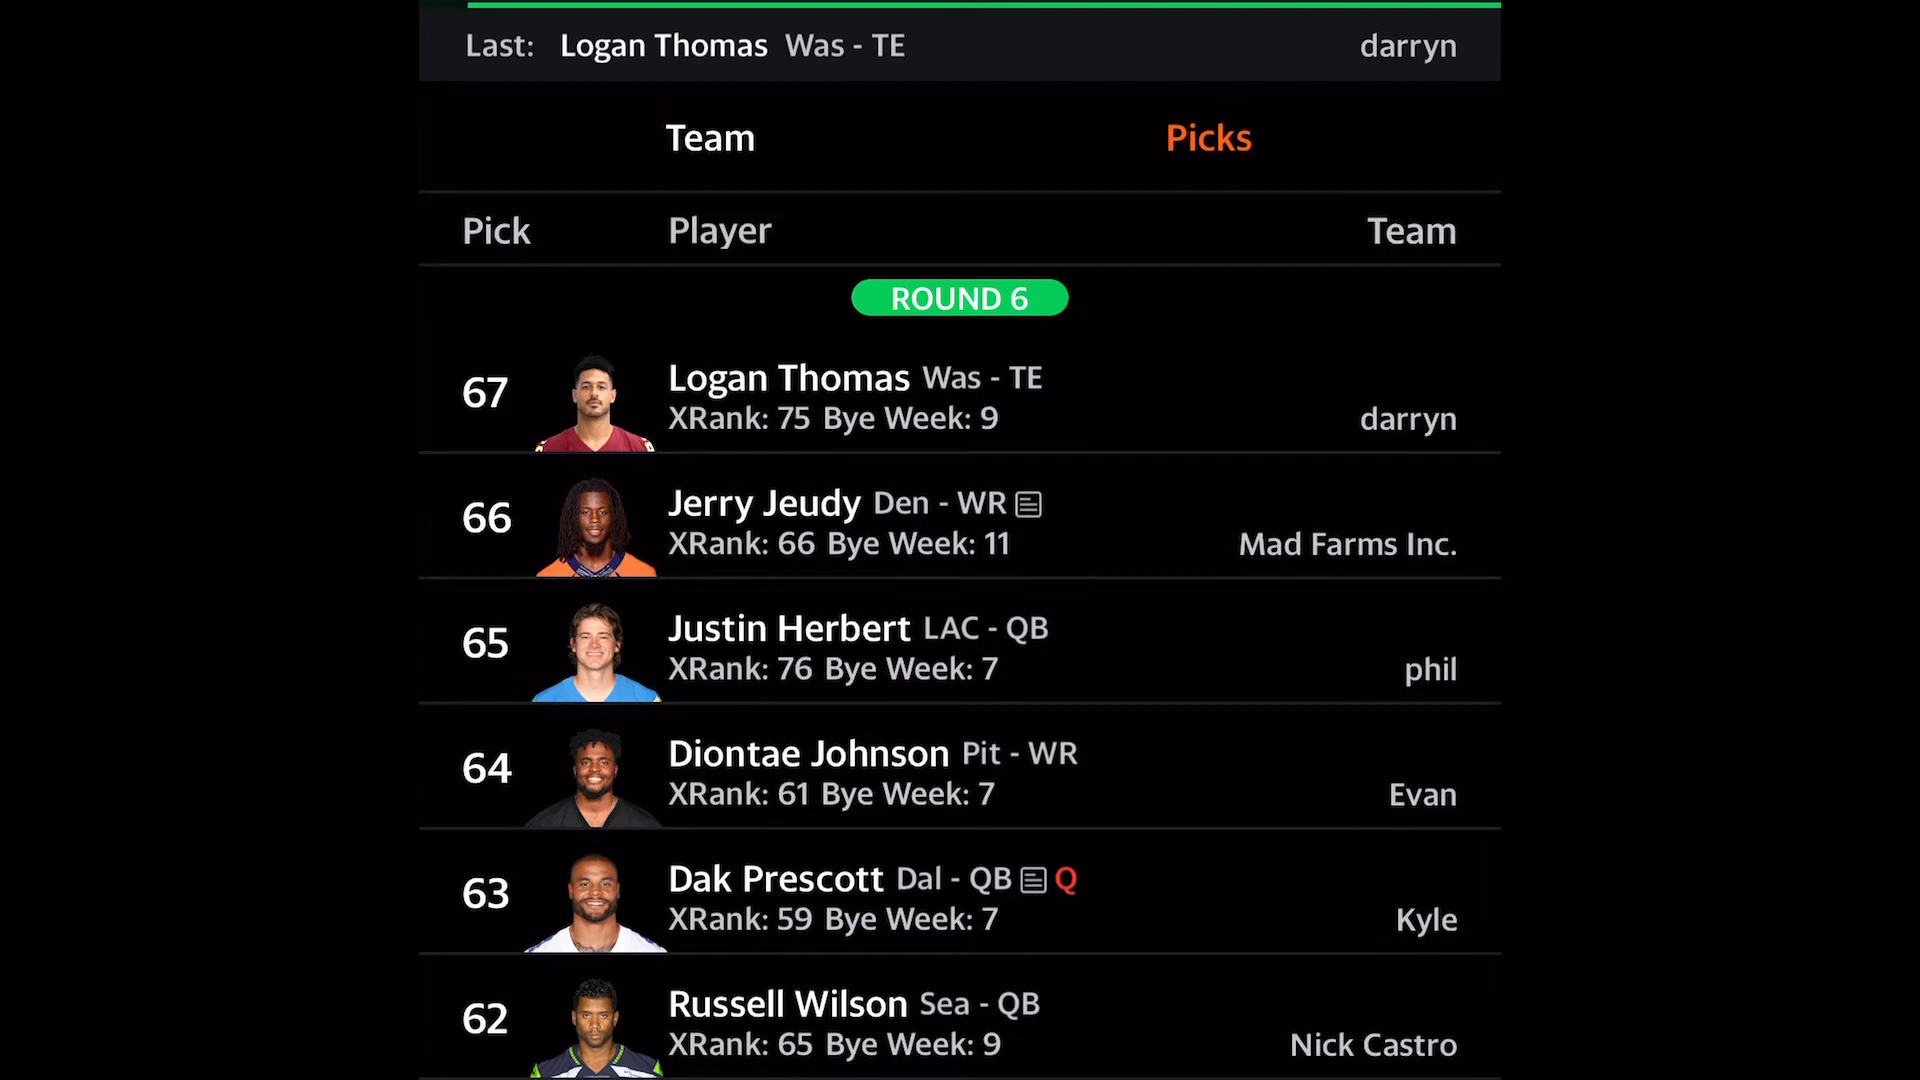 Last: Logan Thomas Was - TE darryn
Team Picks
Pick Player Team
ROUND 6
67 Logan Thomas Was - TE
XRank: 75 Bye Week: 9 darryn
66 Jerry Jeudy Den - WR
XRank: 66 Bye Week: 11 Mad Farms Inc.
65 Justin Herbert LAC - QB
XRank: 76 Bye Week: 7 phil
64 Diontae Johnson Pit - WR
XRank: 61 Bye Week: 7 Evan
63 Dak Prescott Dal - QB Q
XRank: 59 Bye Week: 7 Kyle
62 Russell Wilson Sea - QB
XRank: 65 Bye Week: 9 Nick Castro